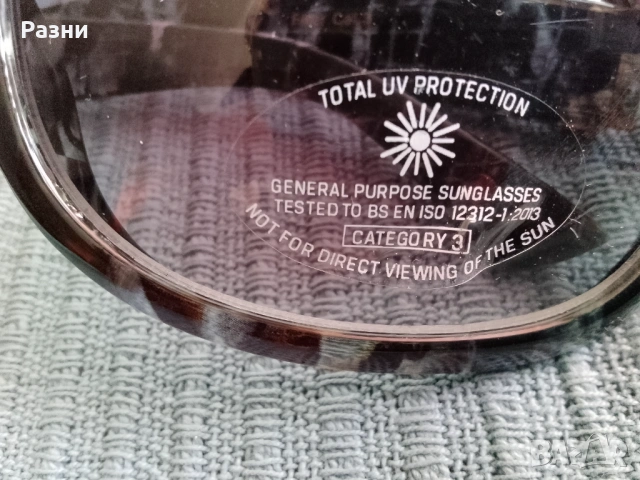 Разни
TOTAL UV PROTECTION
GENERAL PURPOSE SUNGLASSES
TESTED TO BS EN ISO 12312-1:2013
CATEGORY 3
NOT FOR DIRECT VIEWING OF THE SUN
BAZAR